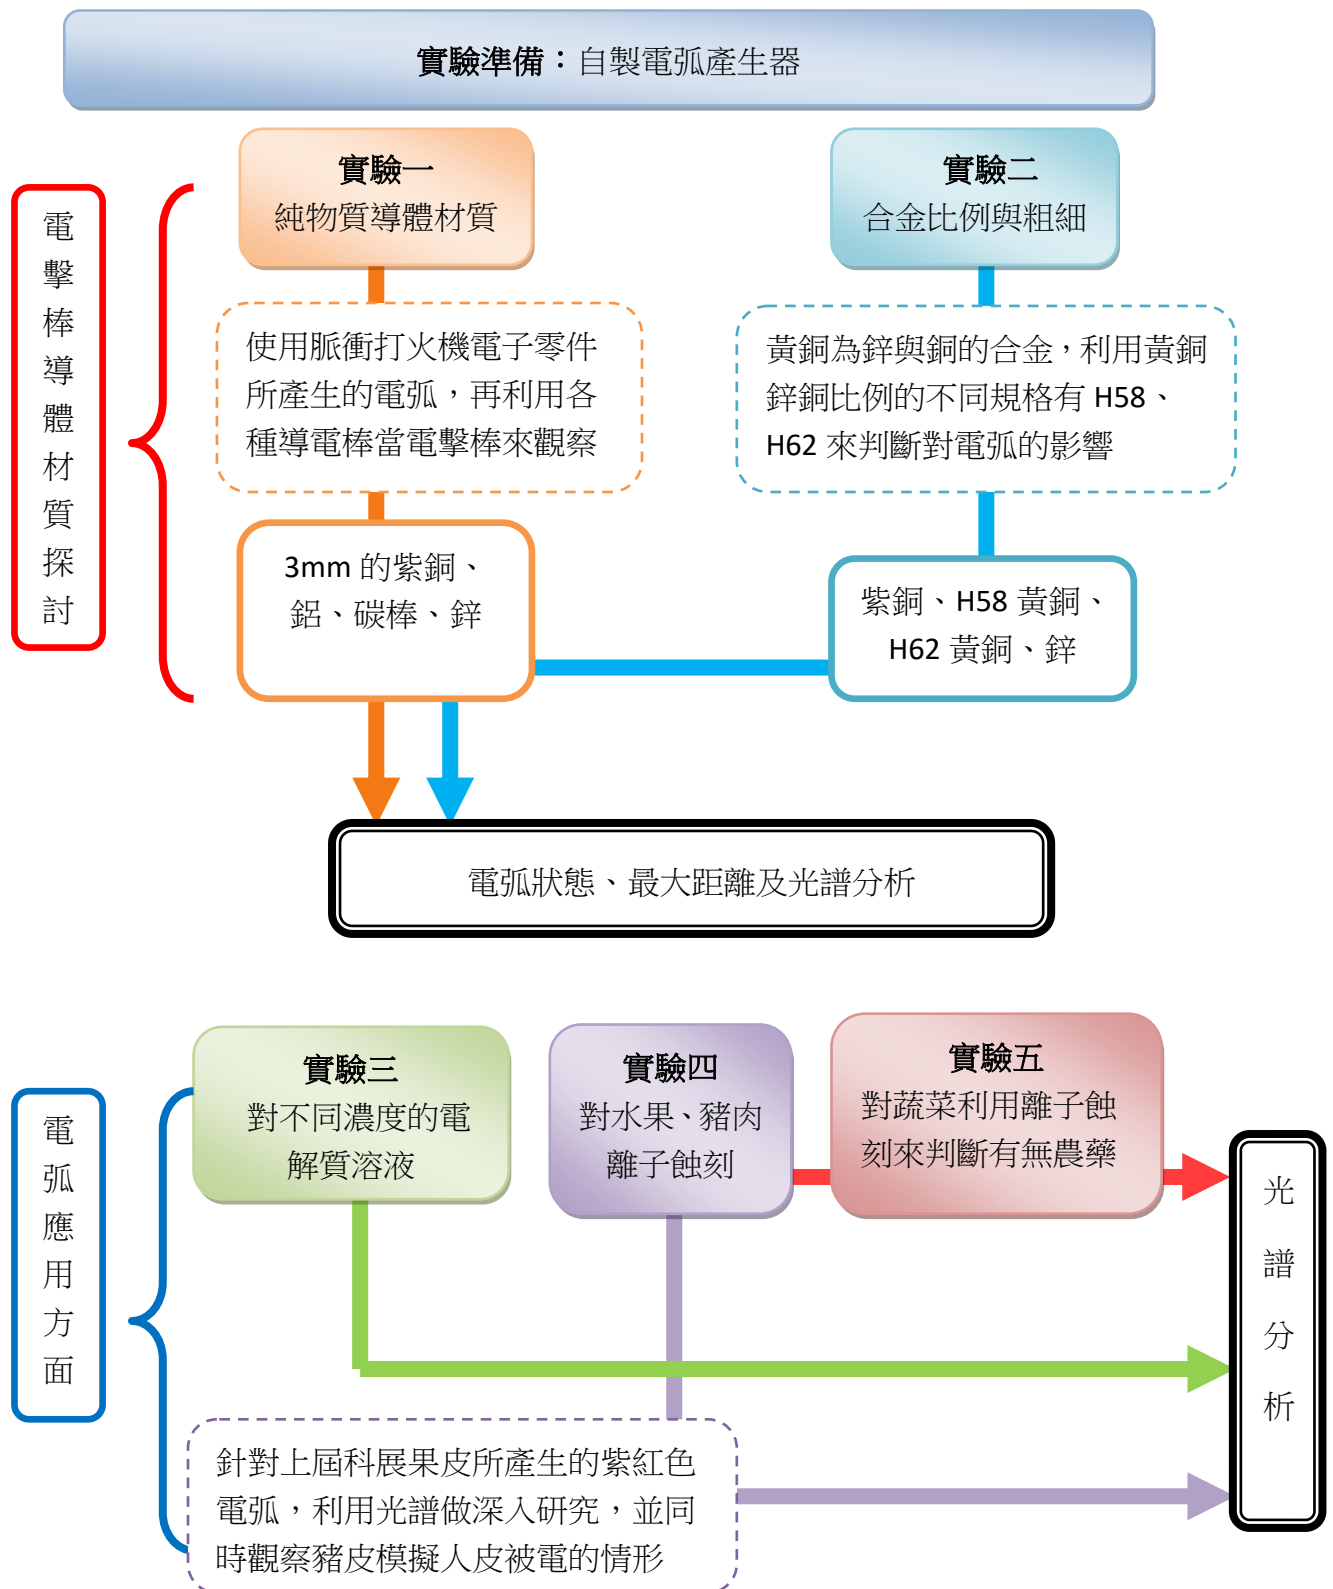 實驗準備：自製電弧產生器
電擊棒導體材質探討
實驗一
純物質導體材質
使用脈衝打火機電子零件
所產生的電弧，再利用各
種導電棒當電擊棒來觀察
3mm 的紫銅、
鋁、碳棒、鋅
實驗二
合金比例與粗細
黃銅為鋅與銅的合金，利用黃銅
鋅銅比例的不同規格有 H58、
H62 來判斷對電弧的影響
紫銅、H58 黃銅、
H62 黃銅、鋅
電弧狀態、最大距離及光譜分析
電弧應用方面
實驗三
對不同濃度的電
解質溶液
實驗四
對水果、豬肉
離子蝕刻
實驗五
對蔬菜利用離子蝕
刻來判斷有無農藥
針對上屆科展果皮所產生的紫紅色
電弧，利用光譜做深入研究，並同
時觀察豬皮模擬人皮被電的情形
光譜分析